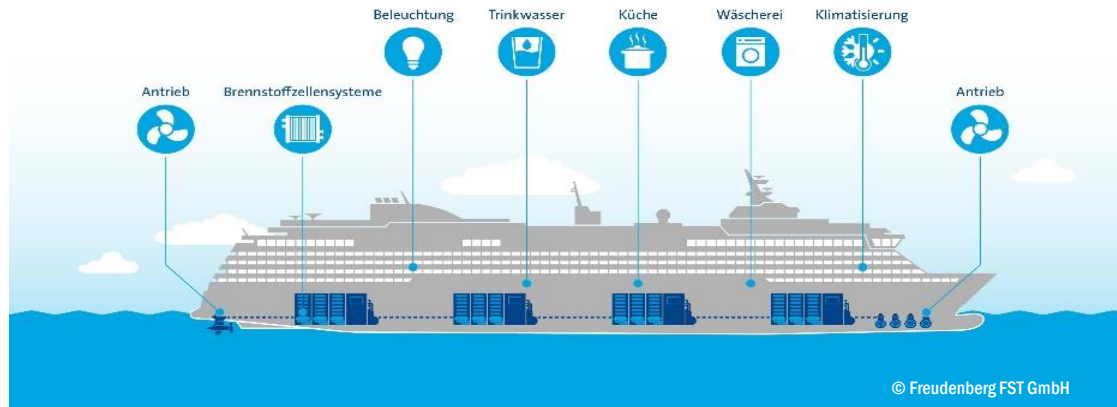 Beleuchtung
Trinkwasser
Küche
Wäscherei
Klimatisierung
Antrieb
Brennstoffzellensysteme
Antrieb
© Freudenberg FST GmbH